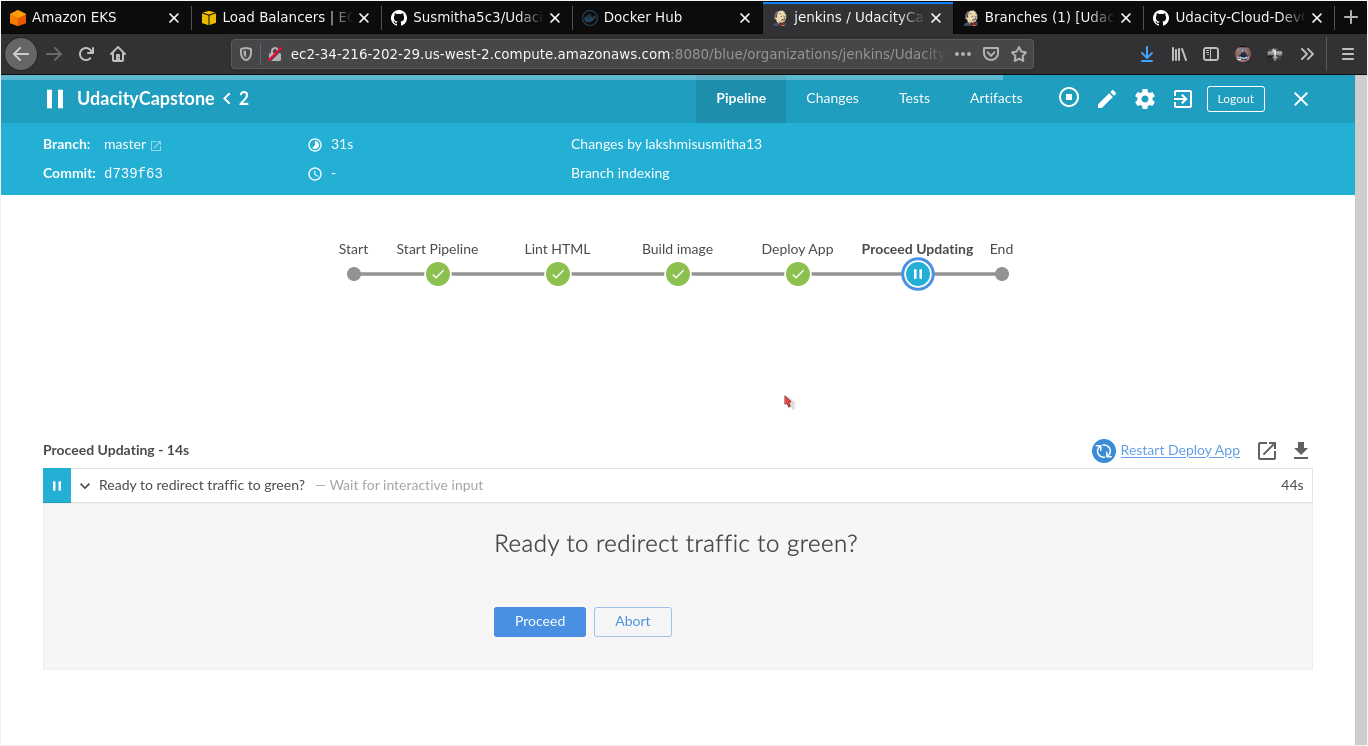 Amazon EKS
Load Balancers | EC
Susmitha5c3/Udaci
Docker Hub
jenkins / UdacityCa
Branches (1) [Udac
Udacity-Cloud-Dev
ec2-34-216-202-29.us-west-2.compute.amazonaws.com:8080/blue/organizations/jenkins/Udacity
UdacityCapstone < 2
Pipeline
Changes
Tests
Artifacts
Logout
Branch: master
31s
Changes by lakshmisusmitha13
Commit: d739f63
-
Branch indexing
Start
Start Pipeline
Lint HTML
Build image
Deploy App
Proceed Updating
End
Proceed Updating - 14s
Restart Deploy App
Ready to redirect traffic to green? — Wait for interactive input
44s
Ready to redirect traffic to green?
Proceed
Abort